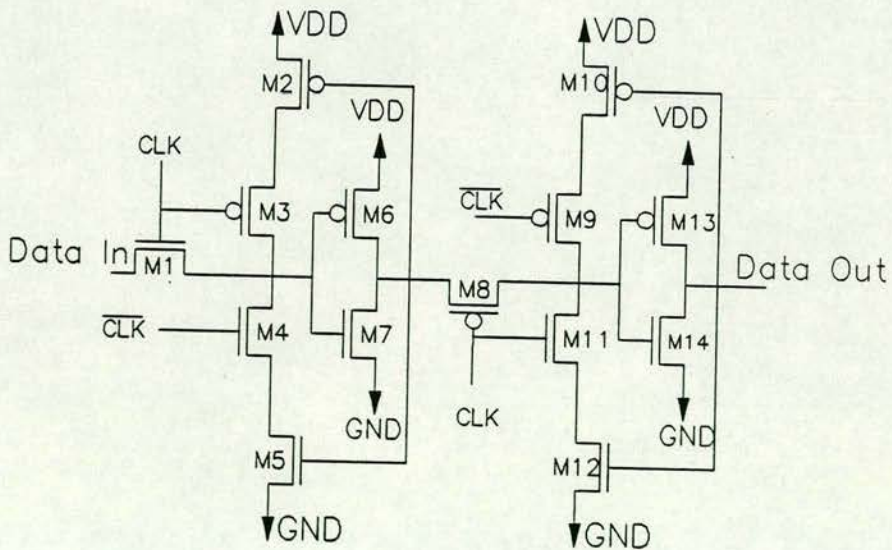 VDD
VDD
M2
M10
VDD
VDD
CLK
M3
M6
CLK
M9
M13
Data In
M1
M8
Data Out
CLK
M4
M7
M11
M14
CLK
GND
GND
M5
M12
GND
GND